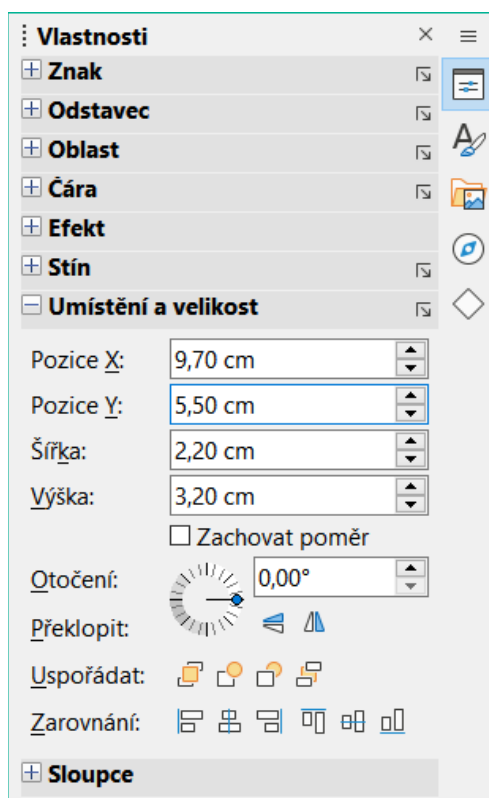 Vlastnosti
Znak
Odstavec
Oblast
Čára
Efekt
Stín
Umístění a velikost
Pozice X: 9,70 cm
Pozice Y: 5,50 cm
Šířka: 2,20 cm
Výška: 3,20 cm
Zachovat poměr
Otočení: 0,00°
Překlopit:
Uspořádat:
Zarovnání:
Sloupce